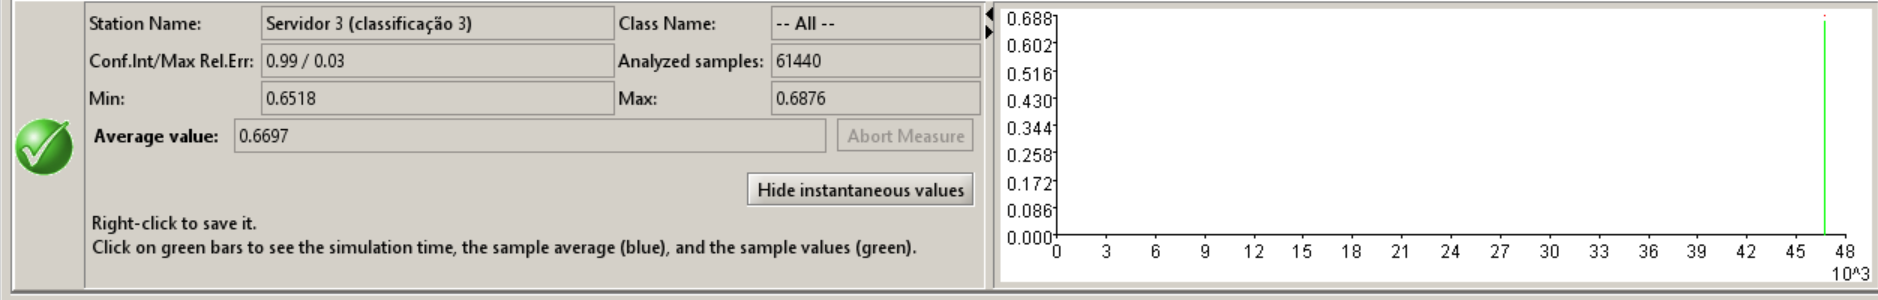 Station Name: Servidor 3 (classificação 3) Class Name: -- All --
Conf.Int/Max Rel.Err: 0.99 / 0.03 Analyzed samples: 61440
Min: 0.6518 Max: 0.6876
Average value: 0.6697 Abort Measure
Hide instantaneous values
Right-click to save it.
Click on green bars to see the simulation time, the sample average (blue), and the sample values (green).
0.688
0.602
0.516
0.430
0.344
0.258
0.172
0.086
0.000
0 3 6 9 12 15 18 21 24 27 30 33 36 39 42 45 48
10^3